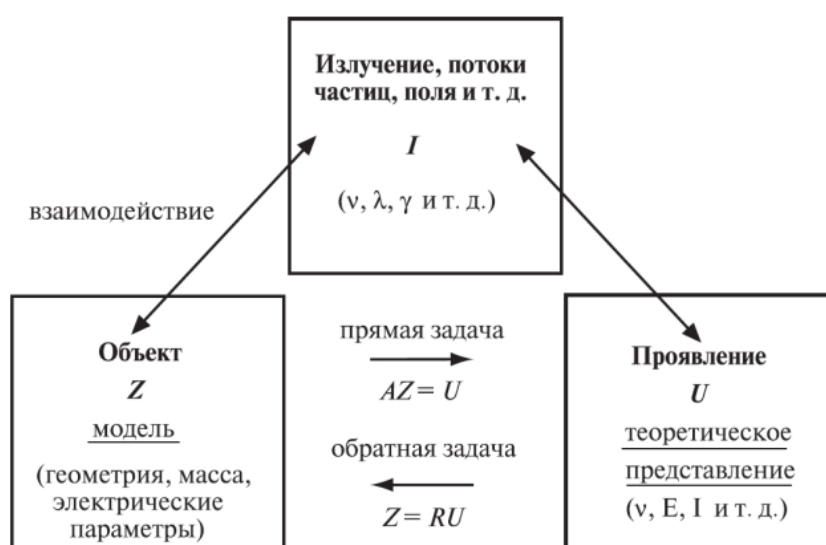 Излучение, потоки
частиц, поля и т. д.
I
(ν, λ, γ и т. д.)
взаимодействие
Объект
Z
модель
(геометрия, масса,
электрические
параметры)
прямая задача
AZ = U
обратная задача
Z = RU
Проявление
U
теоретическое
представление
(ν, E, I и т. д.)